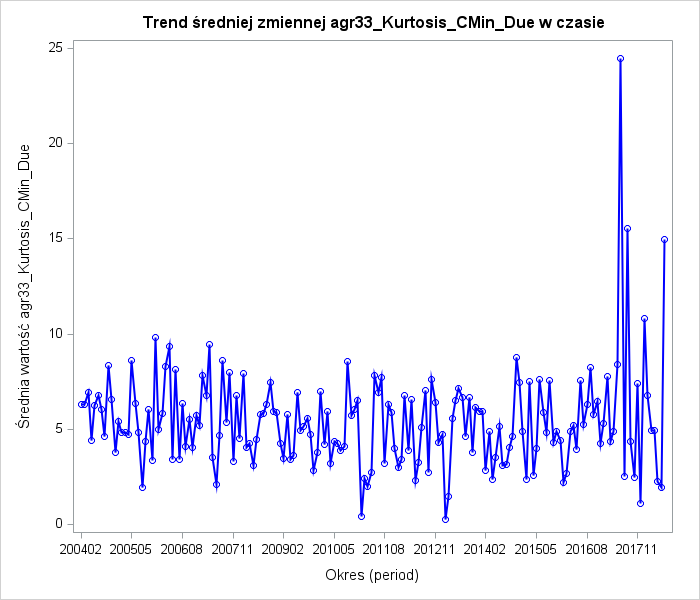 Trend średniej zmiennej agr33_Kurtosis_CMin_Due w czasie
Średnia wartość agr33_Kurtosis_CMin_Due
25
20
15
10
5
0
200402 200505 200608 200711 200902 201005 201108 201211 201402 201505 201608 201711
Okres (period)